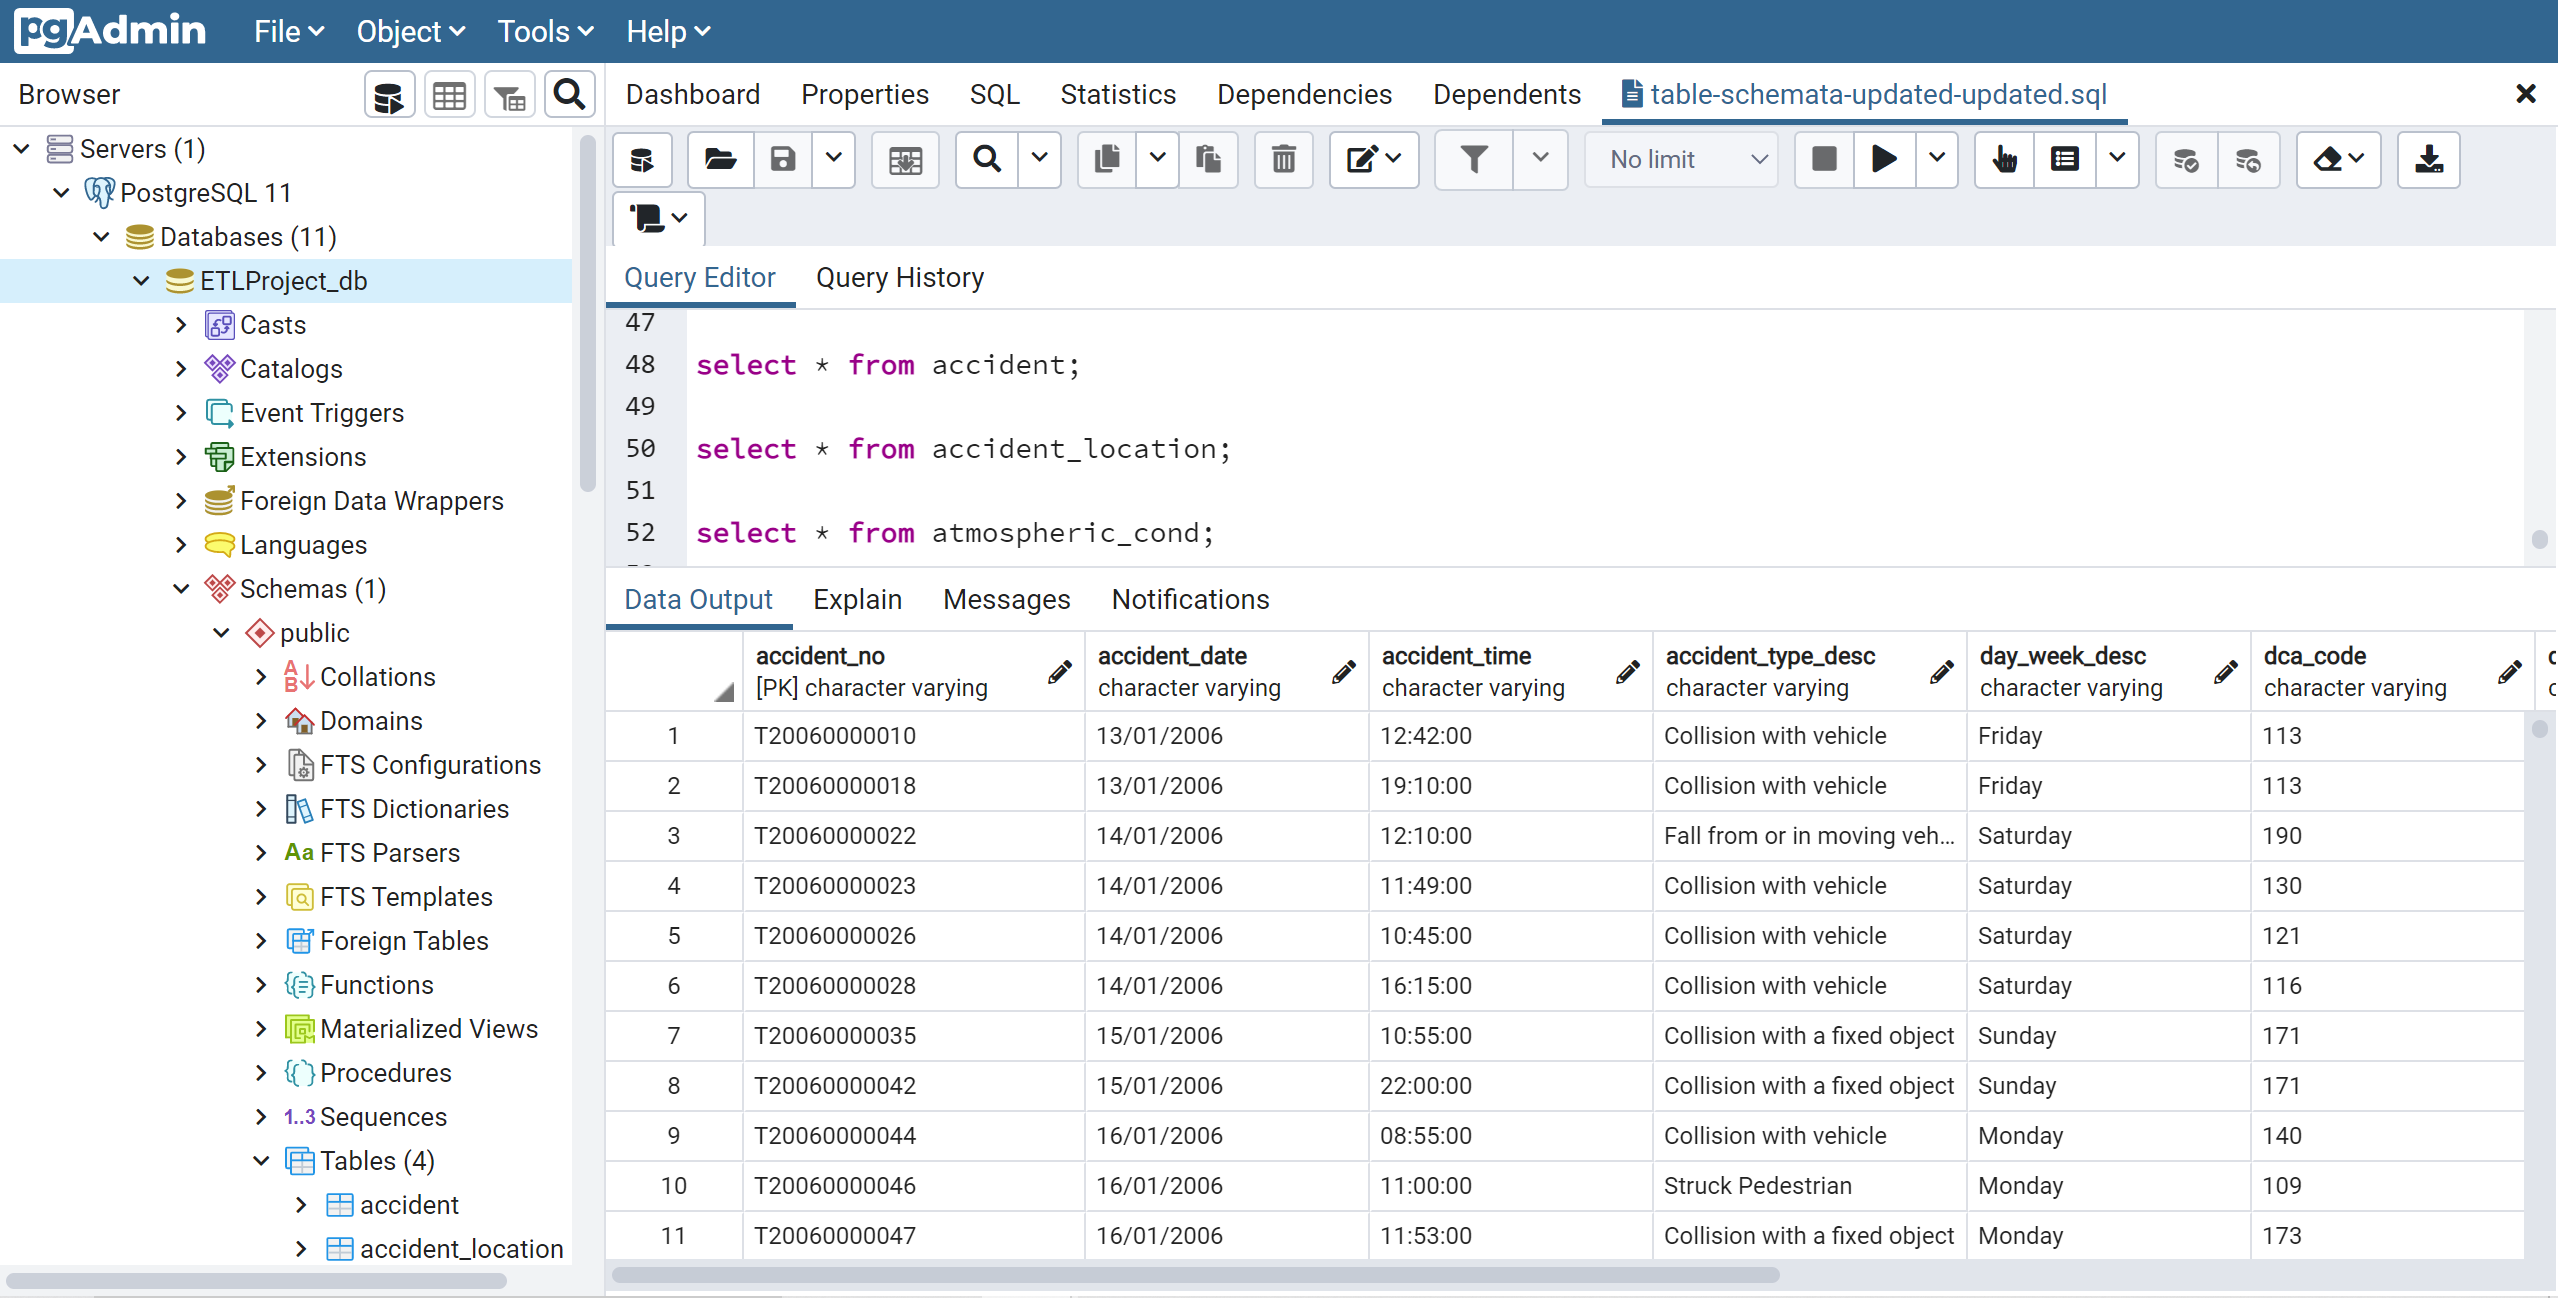 pgAdmin File Object Tools Help
Browser
Dashboard Properties SQL Statistics Dependencies Dependents table-schemata-updated-updated.sql
Servers (1)
PostgreSQL 11
Databases (11)
ETLProject_db
Casts
Catalogs
Event Triggers
Extensions
Foreign Data Wrappers
Languages
Schemas (1)
public
Collations
Domains
FTS Configurations
FTS Dictionaries
Aa FTS Parsers
FTS Templates
Foreign Tables
Functions
Materialized Views
Procedures
1..3 Sequences
Tables (4)
accident
accident_location
No limit
Query Editor Query History
47
48 select * from accident;
49
50 select * from accident_location;
51
52 select * from atmospheric_cond;
Data Output Explain Messages Notifications
accident_no accident_date accident_time accident_type_desc day_week_desc dca_code
[PK] character varying character varying character varying character varying character varying character varying
1 T20060000010 13/01/2006 12:42:00 Collision with vehicle Friday 113
2 T20060000018 13/01/2006 19:10:00 Collision with vehicle Friday 113
3 T20060000022 14/01/2006 12:10:00 Fall from or in moving veh... Saturday 190
4 T20060000023 14/01/2006 11:49:00 Collision with vehicle Saturday 130
5 T20060000026 14/01/2006 10:45:00 Collision with vehicle Saturday 121
6 T20060000028 14/01/2006 16:15:00 Collision with vehicle Saturday 116
7 T20060000035 15/01/2006 10:55:00 Collision with a fixed object Sunday 171
8 T20060000042 15/01/2006 22:00:00 Collision with a fixed object Sunday 171
9 T20060000044 16/01/2006 08:55:00 Collision with vehicle Monday 140
10 T20060000046 16/01/2006 11:00:00 Struck Pedestrian Monday 109
11 T20060000047 16/01/2006 11:53:00 Collision with a fixed object Monday 173